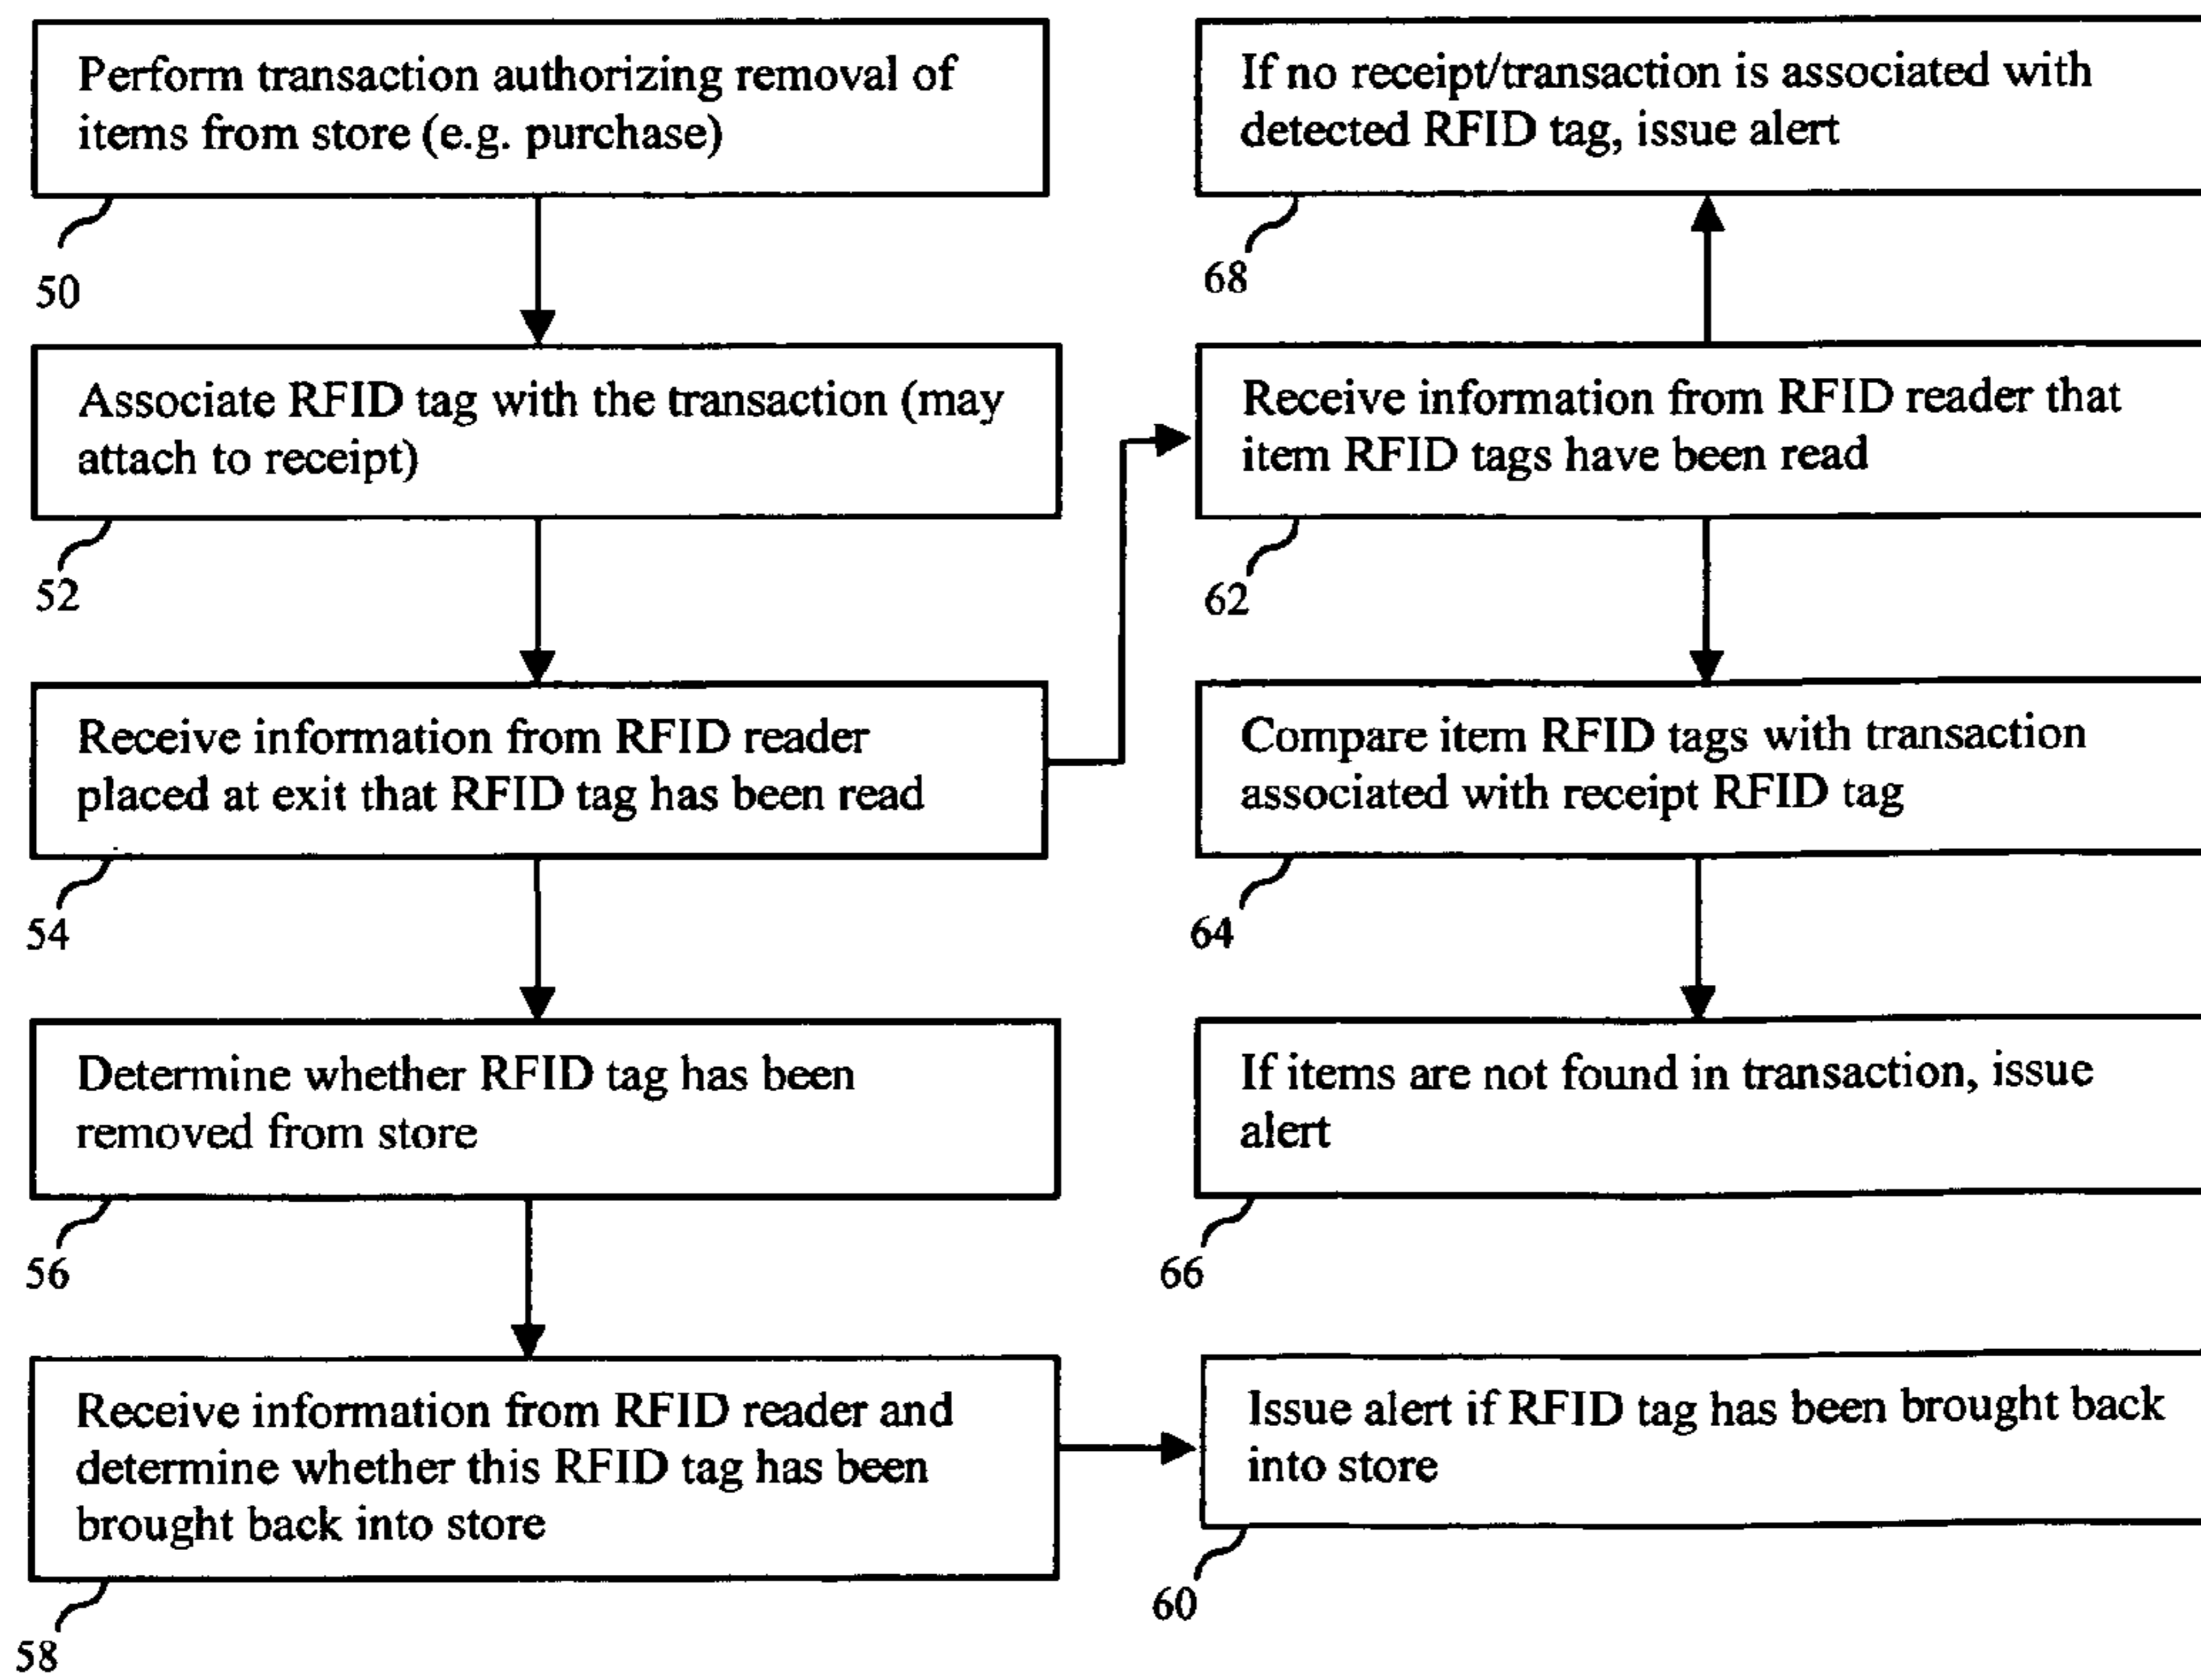 Perform transaction authorizing removal of
items from store (e.g. purchase)
50
Associate RFID tag with the transaction (may
attach to receipt)
52
Receive information from RFID reader
placed at exit that RFID tag has been read
54
Determine whether RFID tag has been
removed from store
56
Receive information from RFID reader and
determine whether this RFID tag has been
brought back into store
58
If no receipt/transaction is associated with
detected RFID tag, issue alert
68
Receive information from RFID reader that
item RFID tags have been read
62
Compare item RFID tags with transaction
associated with receipt RFID tag
64
If items are not found in transaction, issue
alert
66
Issue alert if RFID tag has been brought back
into store
60